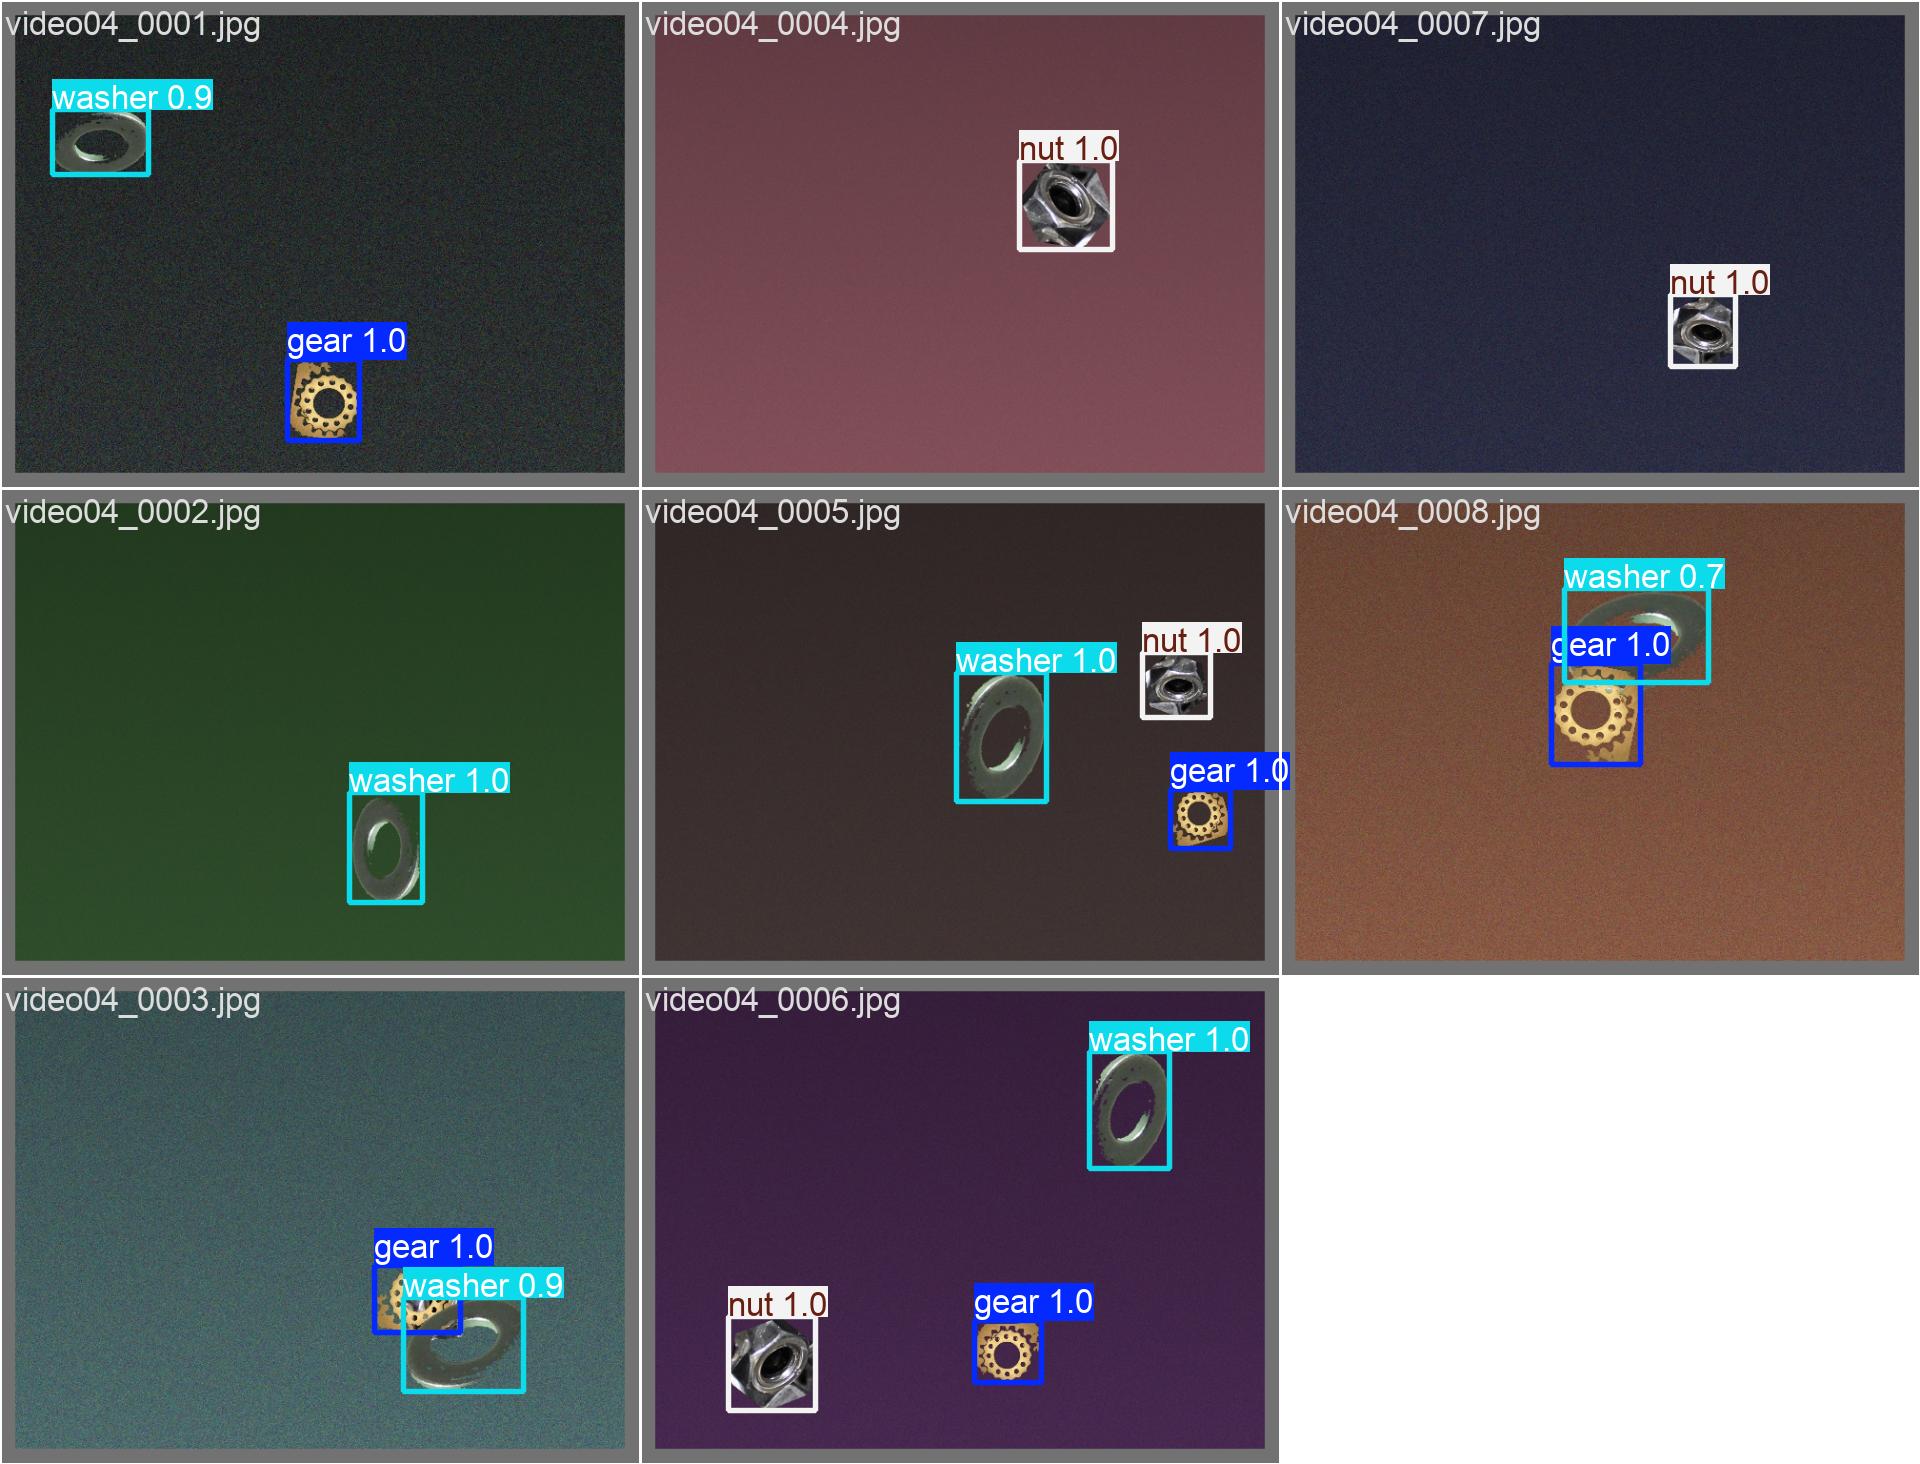 video04_0001.jpg
washer 0.9
gear 1.0
video04_0004.jpg
nut 1.0
video04_0007.jpg
nut 1.0
video04_0002.jpg
washer 1.0
video04_0005.jpg
washer 1.0
nut 1.0
gear 1.0
video04_0008.jpg
washer 0.7
gear 1.0
video04_0003.jpg
gear 1.0
washer 0.9
video04_0006.jpg
washer 1.0
nut 1.0
gear 1.0